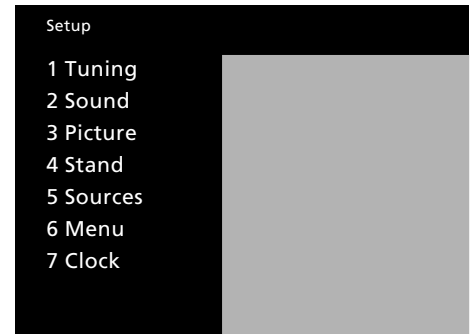 Setup
1 Tuning
2 Sound
3 Picture
4 Stand
5 Sources
6 Menu
7 Clock